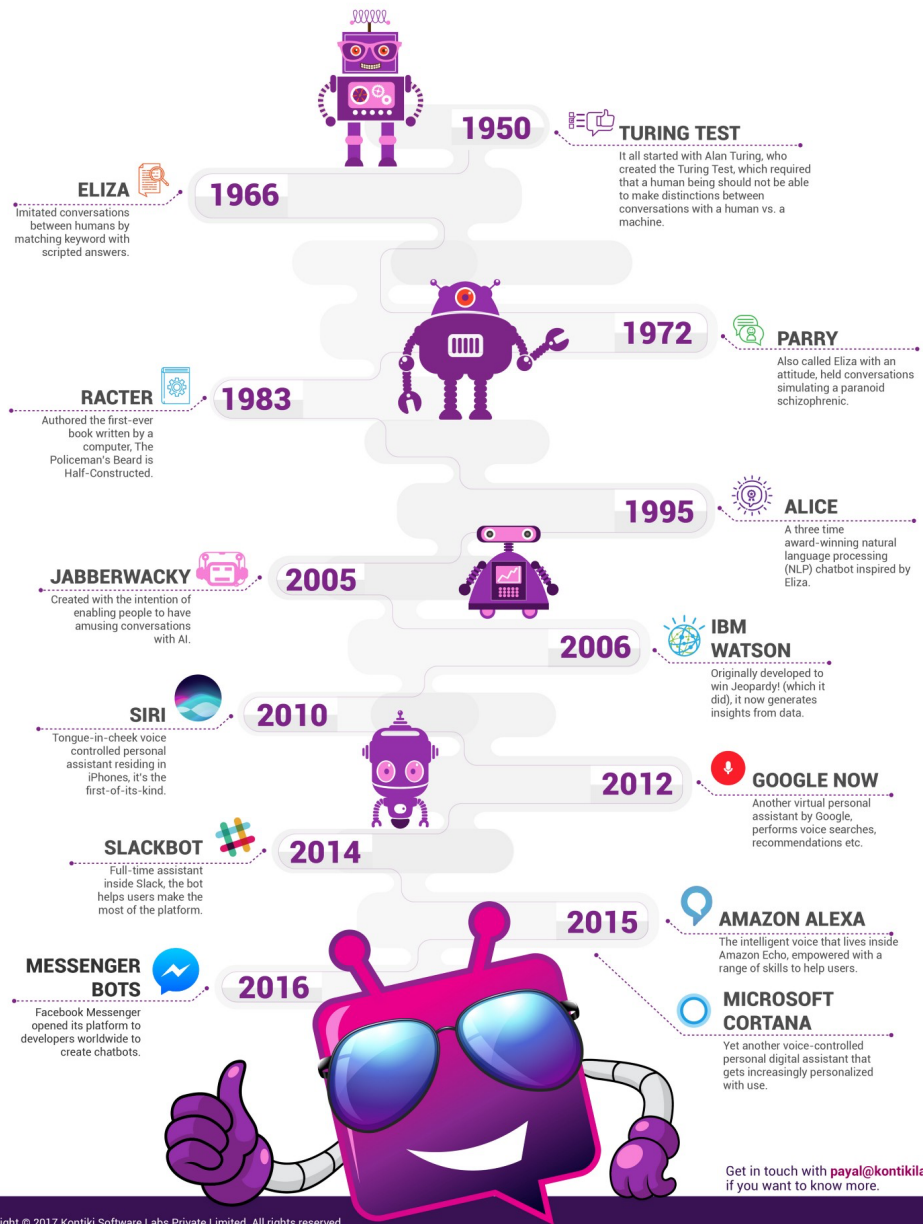 1950
TURING TEST
It all started with Alan Turing, who
created the Turing Test, which required
that a human being should not be able
to make distinctions between
conversations with a human vs. a
machine.
1966
ELIZA
Imitated conversations
between humans by
matching keyword with
scripted answers.
1972
PARRY
Also called Eliza with an
attitude, held conversations
simulating a paranoid
schizophrenic.
1983
RACTER
Authored the first-ever
book written by a
computer, The
Policeman's Beard is
Half-Constructed.
1995
ALICE
A three time
award-winning natural
language processing
(NLP) chatbot inspired by
Eliza.
2005
JABBERWACKY
Created with the intention of
enabling people to have
amusing conversations
with AI.
2006
IBM
WATSON
Originally developed to
win Jeopardy! (which it
did), it now generates
insights from data.
2010
SIRI
Tongue-in-cheek voice
controlled personal
assistant residing in
iPhones, it's the
first-of-its-kind.
2012
GOOGLE NOW
Another virtual personal
assistant by Google,
performs voice searches,
recommendations etc.
2014
SLACKBOT
Full-time assistant
inside Slack, the bot
helps users make the
most of the platform.
2015
AMAZON ALEXA
The intelligent voice that lives inside
Amazon Echo, empowered with a
range of skills to help users.
MICROSOFT
CORTANA
Yet another voice-controlled
personal digital assistant that
gets increasingly personalized
with use.
2016
MESSENGER
BOTS
Facebook Messenger
opened its platform to
developers worldwide to
create chatbots.
Get in touch with payal@kontikila
if you want to know more.
ight © 2017 Kontiki Software Labs Private Limited. All rights reserved